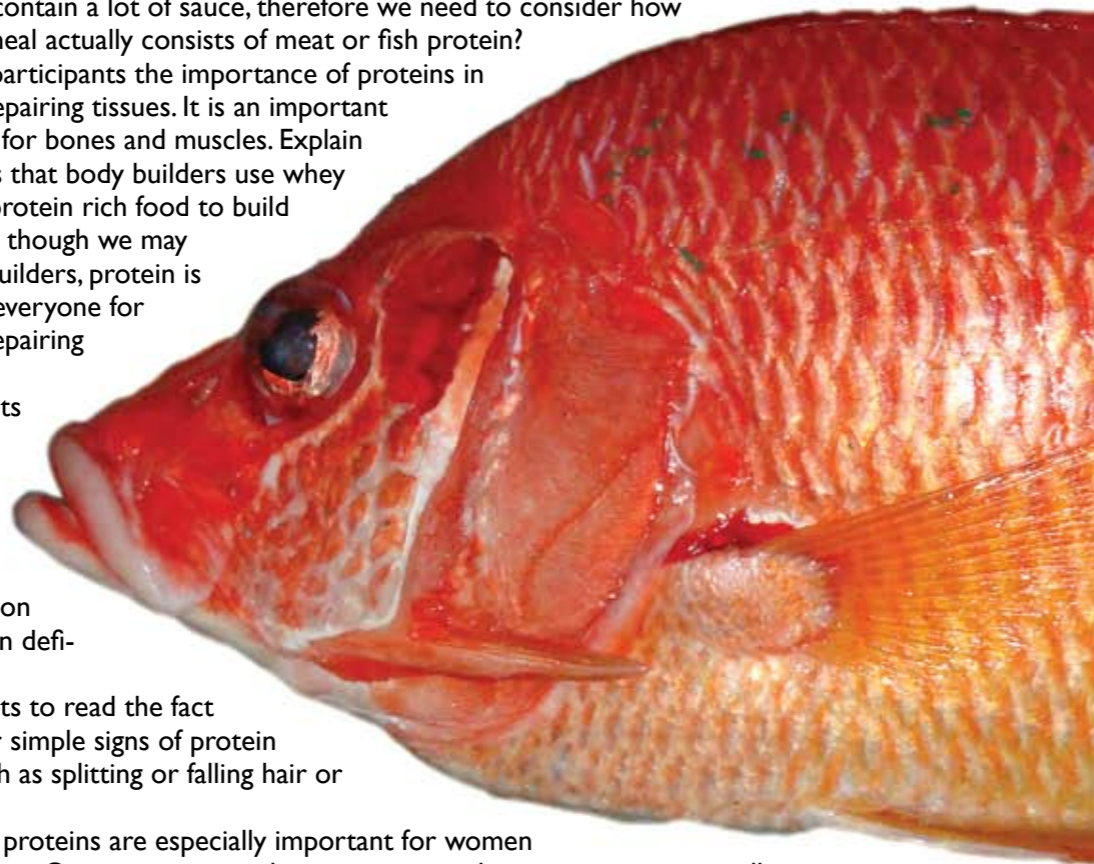 contain a lot of sauce, therefore we need to consider how
meal actually consists of meat or fish protein?
participants the importance of proteins in
epairing tissues. It is an important
for bones and muscles. Explain
s that body builders use whey
protein rich food to build
though we may
uilders, protein is
everyone for
epairing
ts
on
n defi-
ts to read the fact
r simple signs of protein
h as splitting or falling hair or
proteins are especially important for women